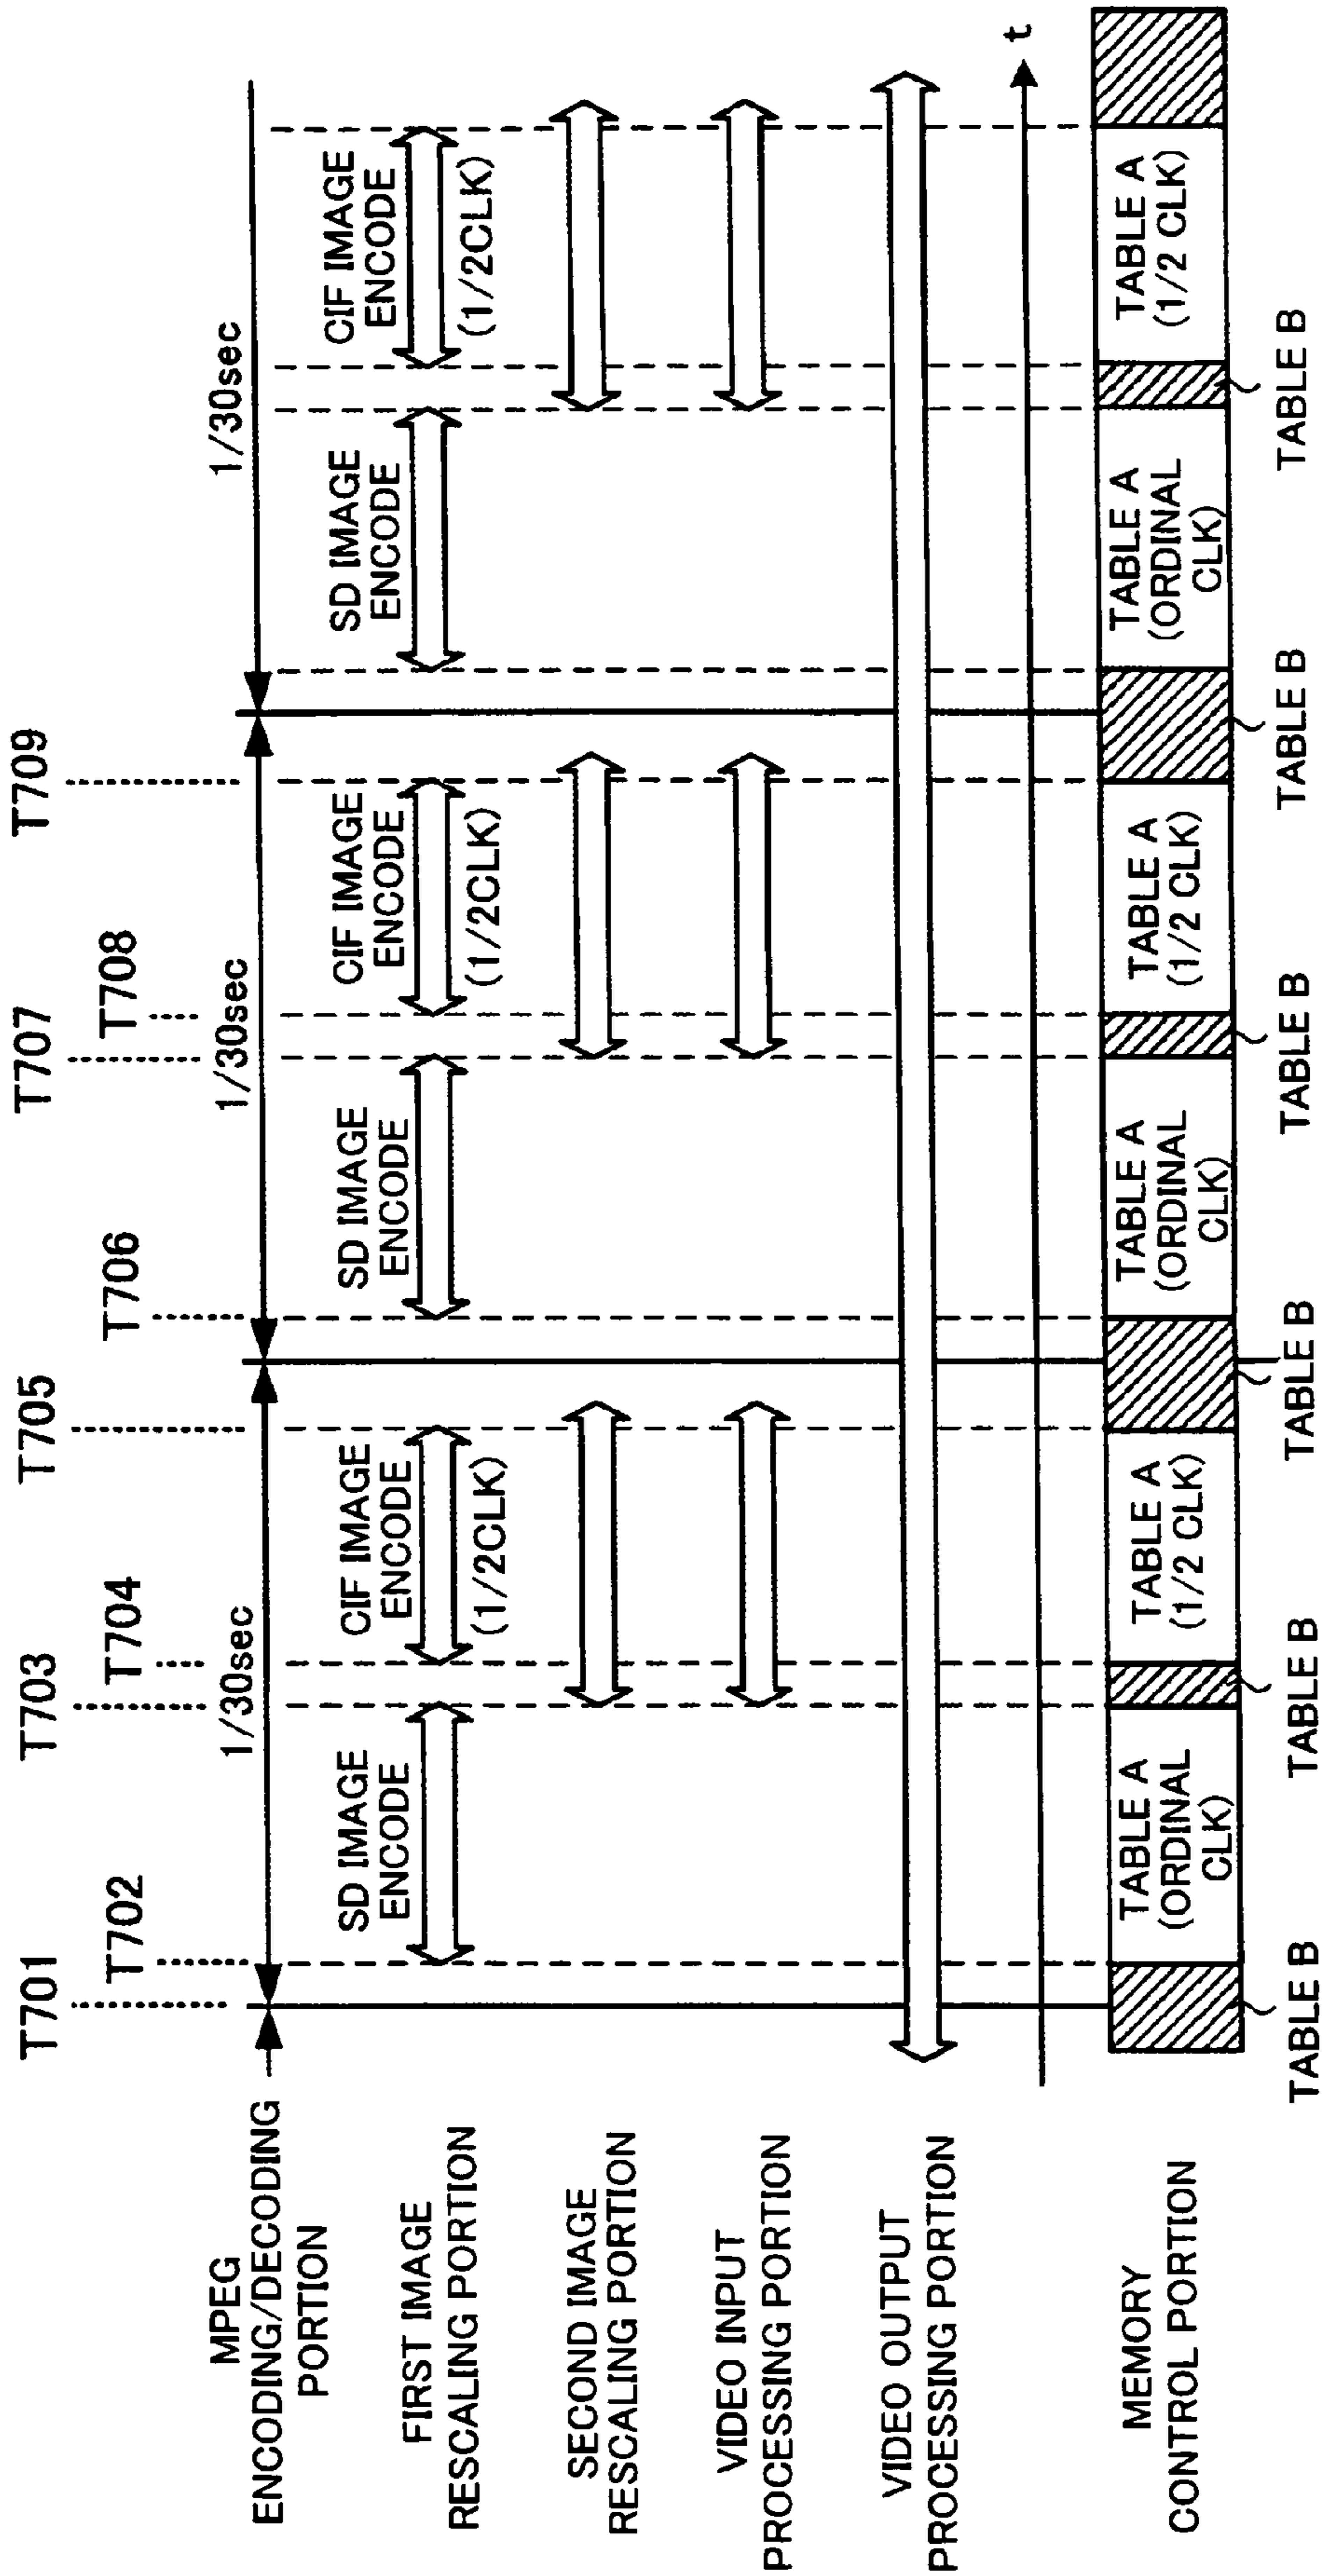 T701
T702
T703
T704
T705
T706
T707
T708
T709
MPEG
ENCODING/DECODING
PORTION
1/30sec
1/30sec
1/30sec
FIRST IMAGE
RESCALING PORTION
SD IMAGE
ENCODE
CIF IMAGE
ENCODE
(1/2CLK)
SD IMAGE
ENCODE
CIF IMAGE
ENCODE
(1/2CLK)
SD IMAGE
ENCODE
CIF IMAGE
ENCODE
(1/2CLK)
SECOND IMAGE
RESCALING PORTION
VIDEO INPUT
PROCESSING PORTION
VIDEO OUTPUT
PROCESSING PORTION
t
MEMORY
CONTROL PORTION
TABLE A
(ORDINAL
CLK)
TABLE A
(1/2 CLK)
TABLE A
(ORDINAL
CLK)
TABLE A
(1/2 CLK)
TABLE A
(ORDINAL
CLK)
TABLE A
(1/2 CLK)
TABLE B
TABLE B
TABLE B
TABLE B
TABLE B
TABLE B